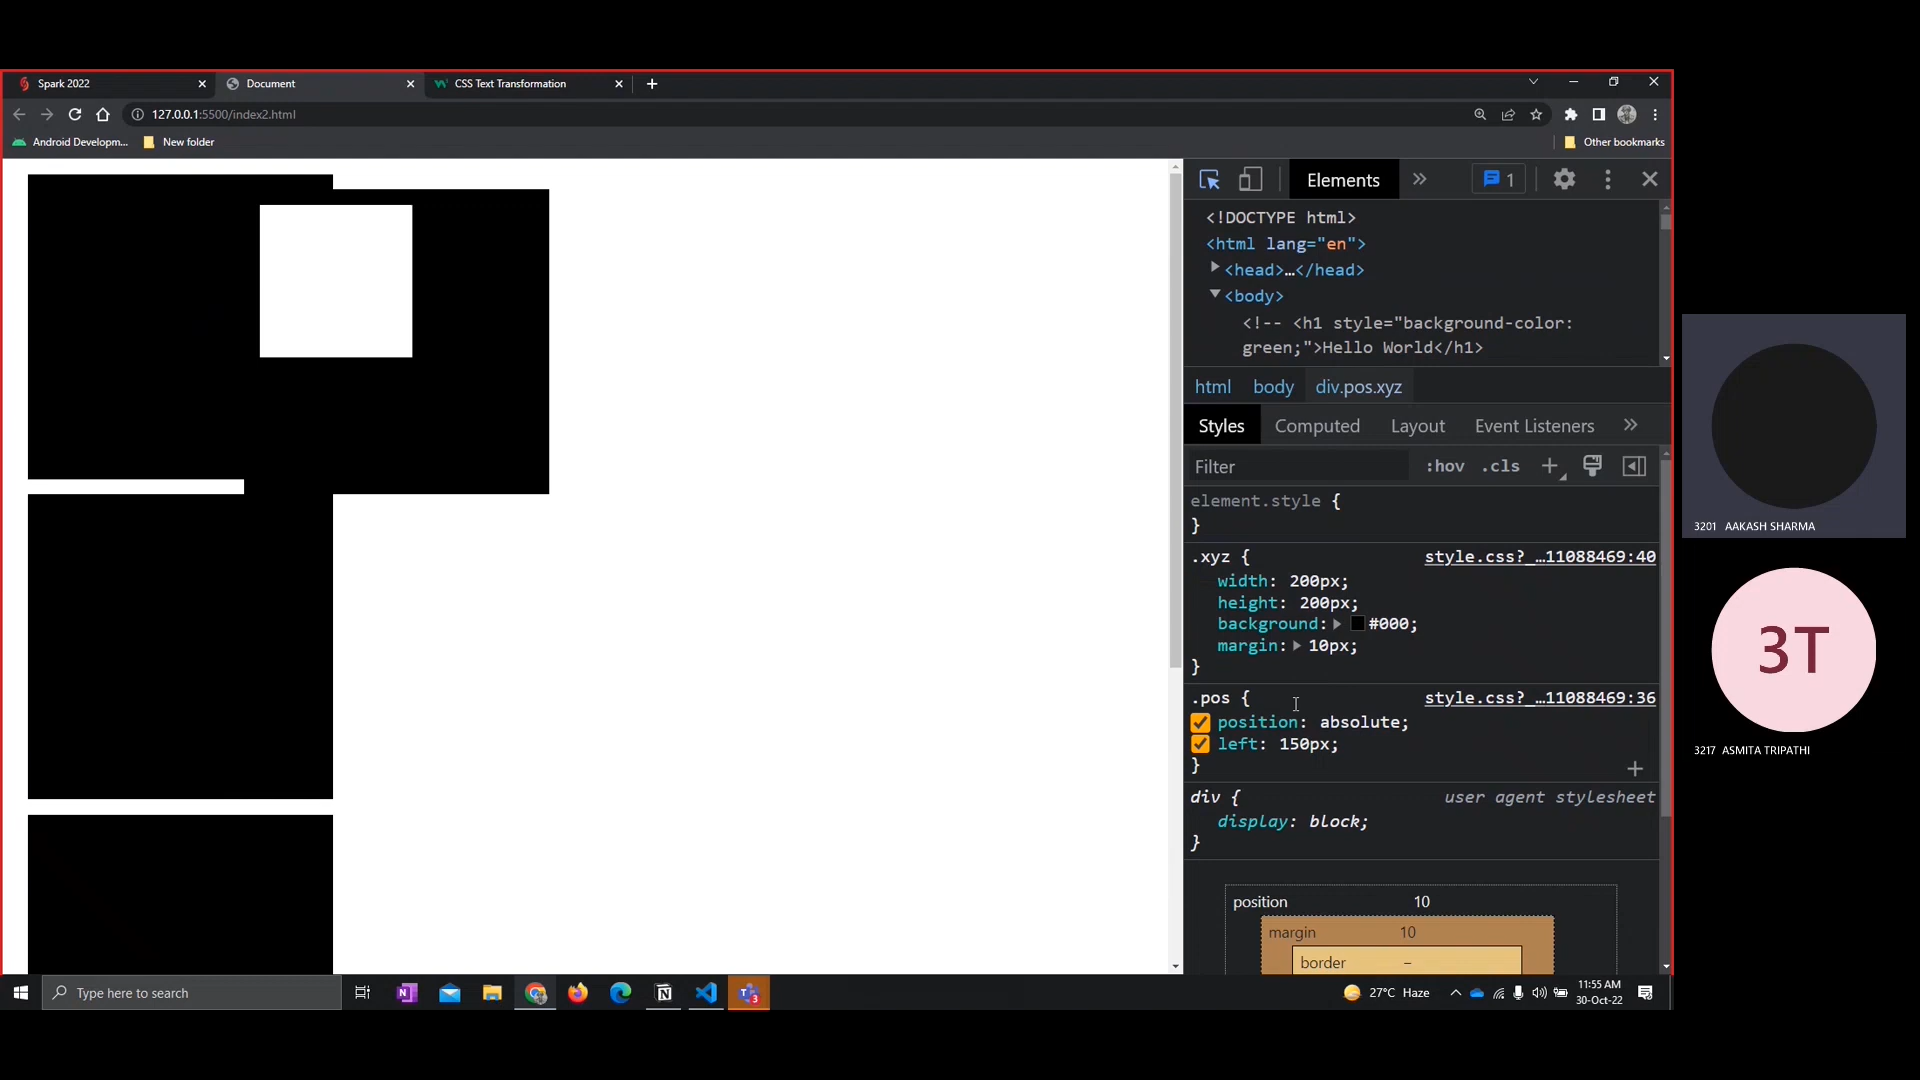 Spark 2022
Document
CSS Text Transformation
127.0.0.1:5500/index2.html
Android Developm...
New folder
Other bookmarks
Elements
1
<!DOCTYPE html>
<html lang="en">
<head>…</head>
<body>
<!-- <h1 style="background-color:
green;">Hello World</h1>
html body div.pos.xyz
Styles Computed Layout Event Listeners
Filter :hov .cls
element.style {
}
.xyz { style.css?_…11088469:40
width: 200px;
height: 200px;
background: #000;
margin: 10px;
}
.pos { style.css?_…11088469:36
position: absolute;
left: 150px;
}
div { user agent stylesheet
display: block;
}
position 10
margin 10
border –
3201 AAKASH SHARMA
3T
3217 ASMITA TRIPATHI
Type here to search
27°C Haze
11:55 AM
30-Oct-22